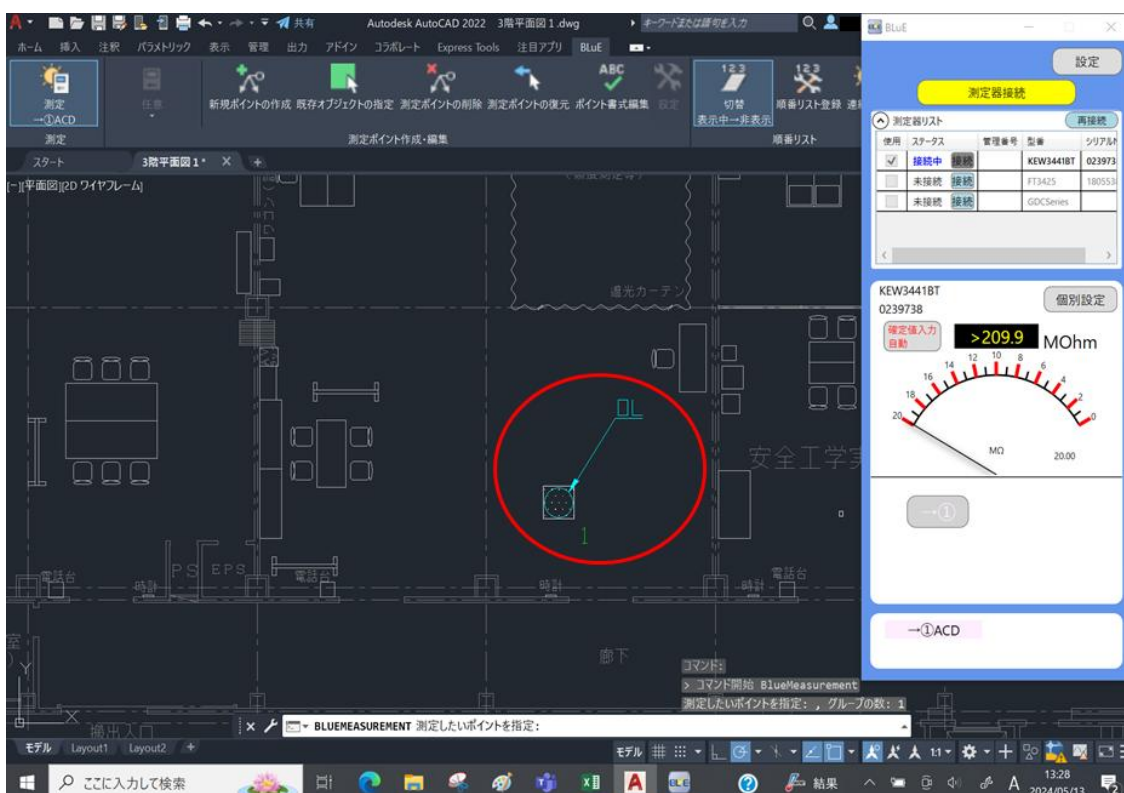 共有 Autodesk AutoCAD 2022 3階平面図1.dwg キーワードまたは語句を入力
ホーム 挿入 注釈 パラメトリック 表示 管理 出力 アドイン コラボレート Express Tools 注目アプリ BLuE
測定
→①ACD
任意
新規ポイントの作成 既存オブジェクトの指定 測定ポイントの削除 測定ポイントの復元 ポイント書式編集 設定
ABC
123
切替
表示中→非表示
123
順番リスト登録
測定 測定ポイント作成・編集 順番リスト
スタート 3階平面図1* × +
[−][平面図][2D ワイヤフレーム]
遮光カーテン
OL
1
安全工学実
PS EPS
電話台 時計 電話台 時計 時計 電話台
室
廊下
搬出入口
Y
X
コマンド:
> コマンド開始 BlueMeasurement
測定したいポイントを指定: , グループの数: 1
BLUEMEASUREMENT 測定したいポイントを指定:
モデル Layout1 Layout2 + モデル 1:1
ここに入力して検索 結果 A 13:28
2024/05/13
BLuE
設定
測定器接続
測定器リスト 再接続
使用 ステータス 管理番号 型番 シリアルN
接続中 接続 KEW3441BT 023973
未接続 接続 FT3425 180553
未接続 接続 GDCSeries
KEW3441BT
0239738
個別設定
確定値入力
自動
>209.9 MOhm
20 18 16 14 12 10 8 6 4 2 0
MΩ 20.00
→①
→①ACD